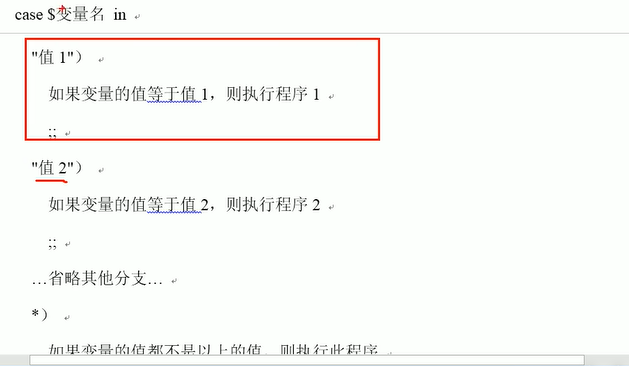 case $变量名 in
"值 1"）
如果变量的值等于值 1，则执行程序 1
;;
"值 2"）
如果变量的值等于值 2，则执行程序 2
;;
…省略其他分支…
*）
如果变量的值都不是以上的值，则执行此程序